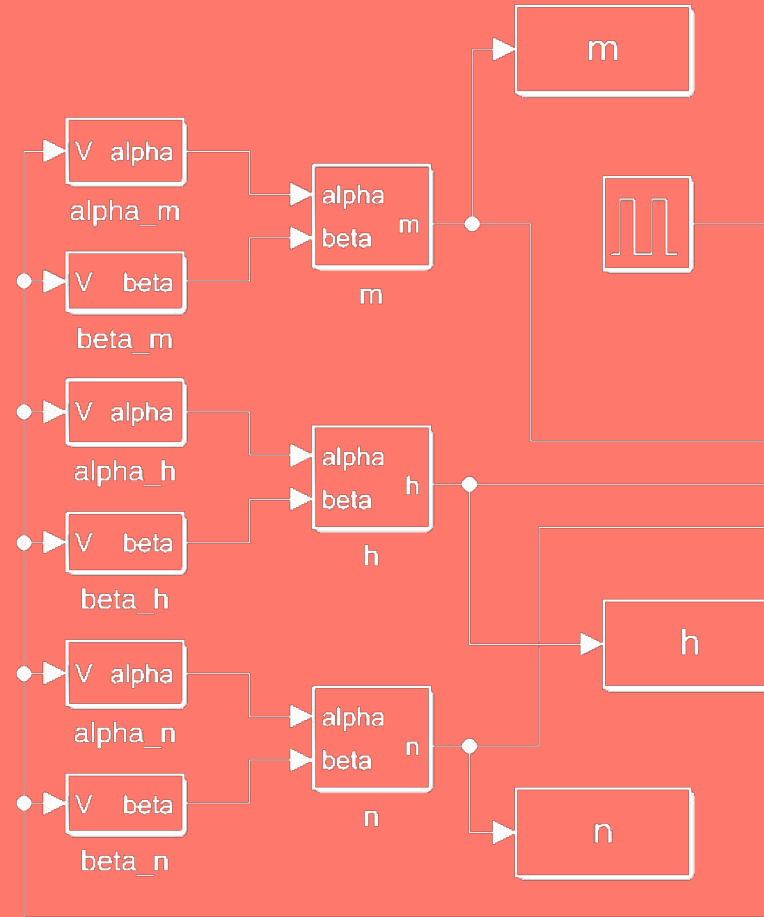 m
V alpha
alpha_m
alpha
beta
m
m
V beta
beta_m
V alpha
alpha_h
alpha
beta
h
h
V beta
beta_h
h
V alpha
alpha_n
alpha
beta
n
n
V beta
beta_n
n